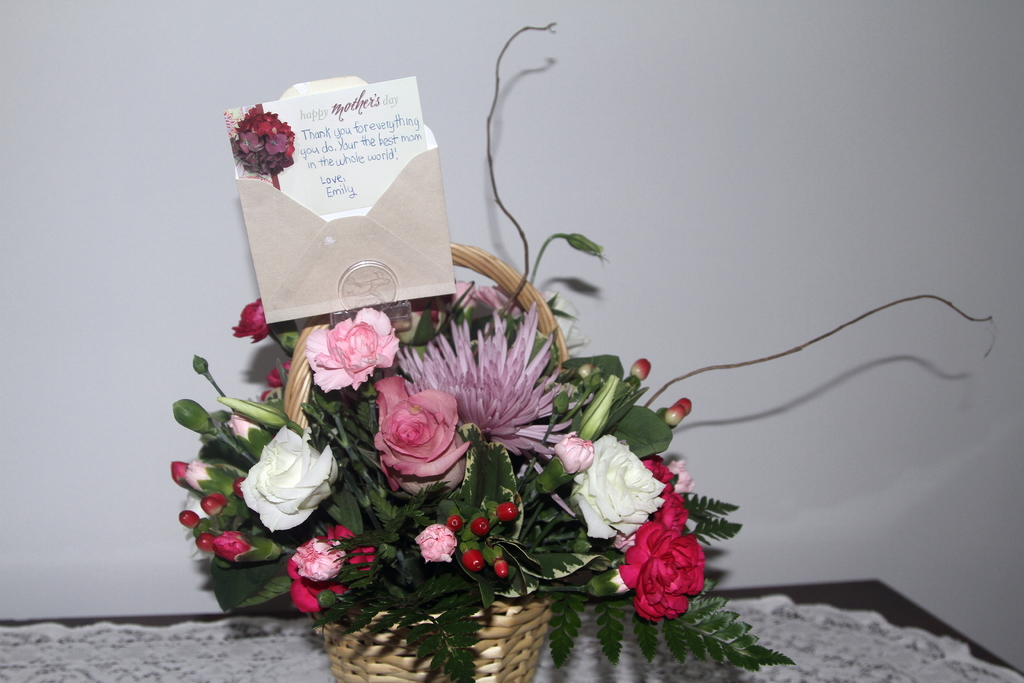 happy mother's day
Thank you for everything
you do. Your the best mom
in the whole world!
Love,
Emily